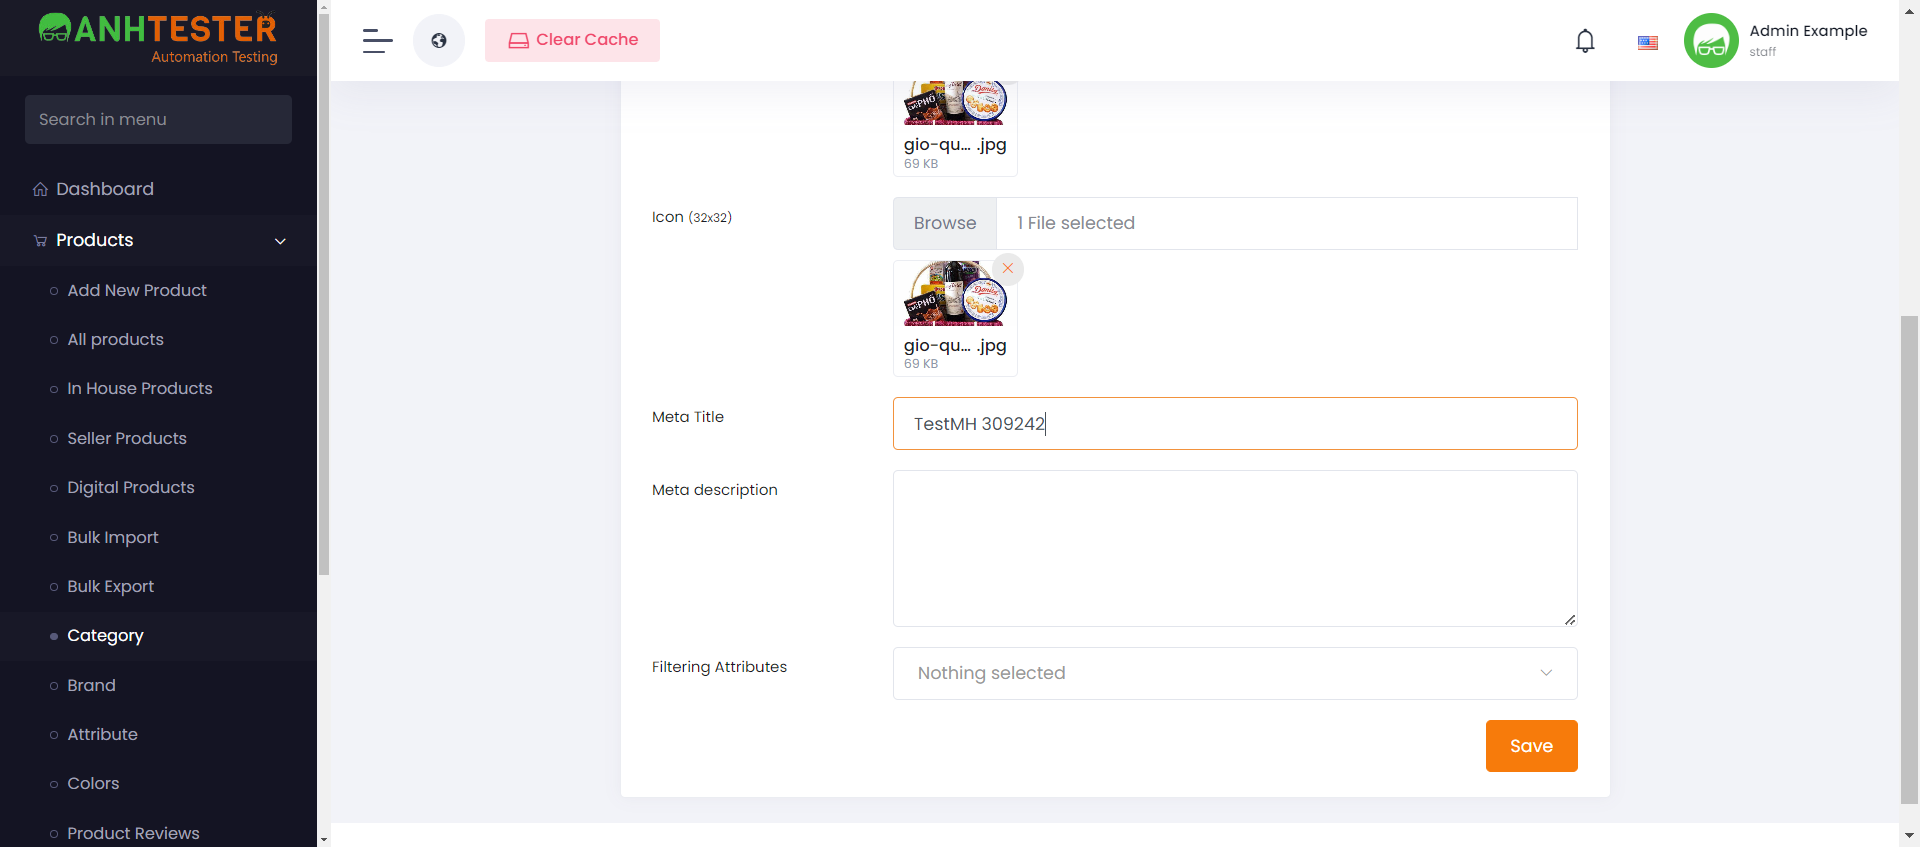 ANHTESTER
Automation Testing
Search in menu
Dashboard
Products
Add New Product
All products
In House Products
Seller Products
Digital Products
Bulk Import
Bulk Export
Category
Brand
Attribute
Colors
Product Reviews
Clear Cache
Admin Example
staff
gio-qu... .jpg
69 KB
Icon (32x32)
Browse
1 File selected
gio-qu... .jpg
69 KB
Meta Title
TestMH 309242
Meta description
Filtering Attributes
Nothing selected
Save